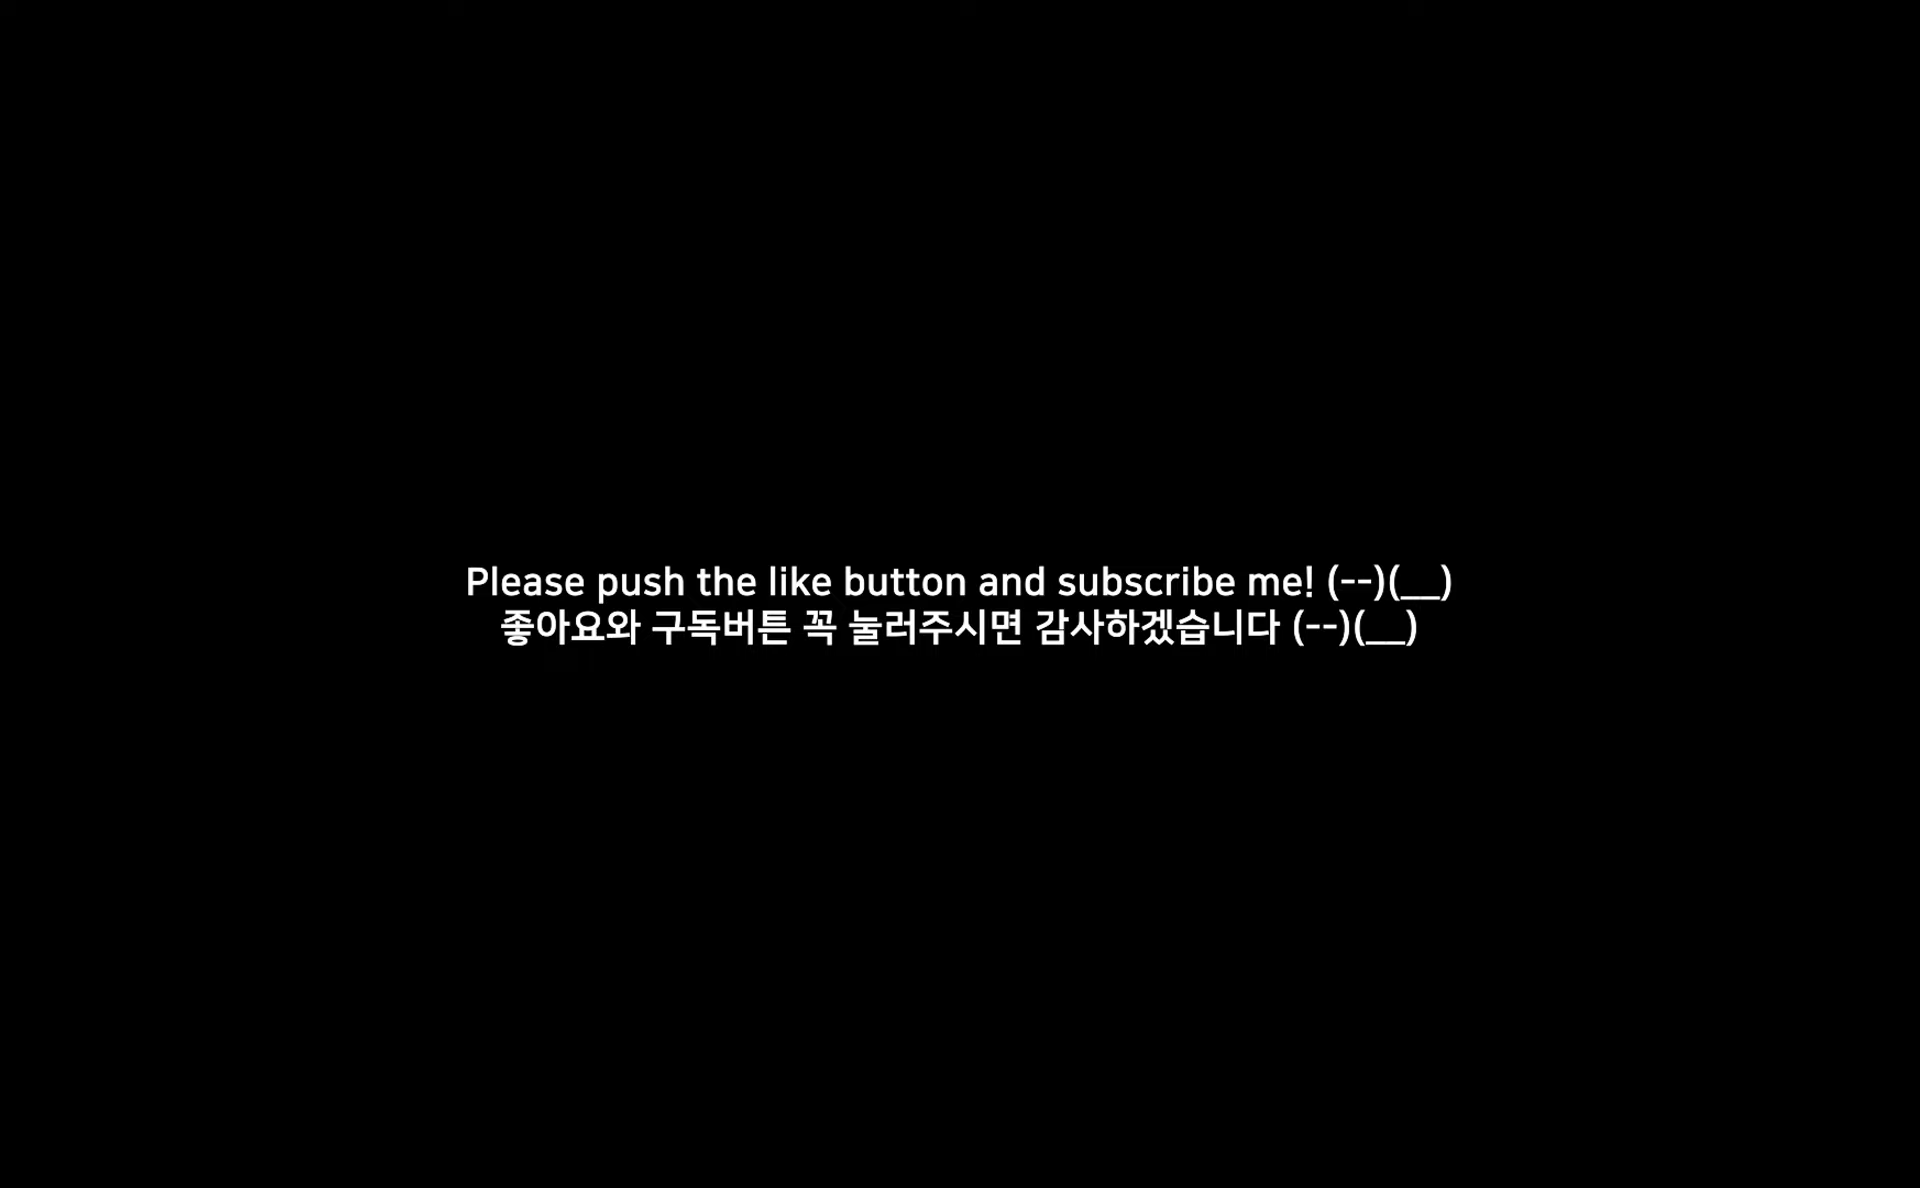 Please push the like button and subscribe me! (--)(__)
좋아요와 구독버튼 꼭 눌러주시면 감사하겠습니다 (--)(__)